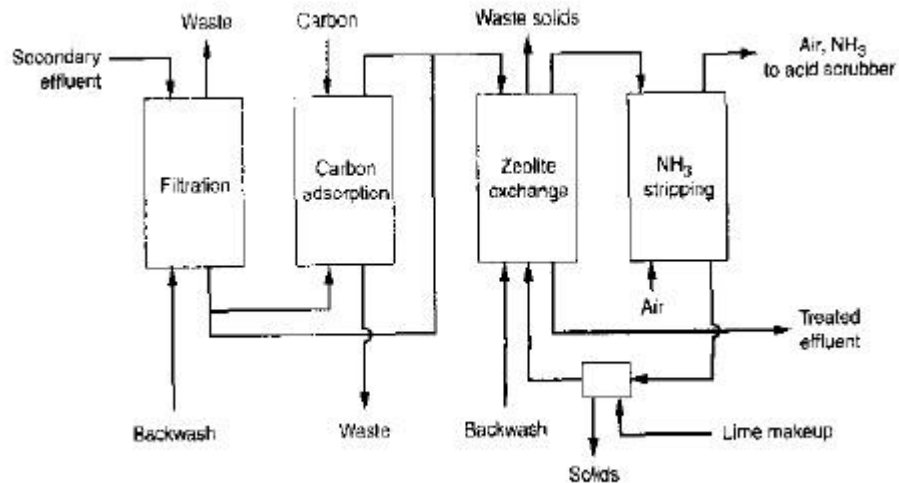 Waste
Carbon
Waste solids
Air, NH3
to acid scrubber
Secondary
effluent
Filtration
Carbon
adsorption
Zeolite
exchange
NH3
stripping
Air
Treated
effluent
Backwash
Waste
Backwash
Lime makeup
Solids